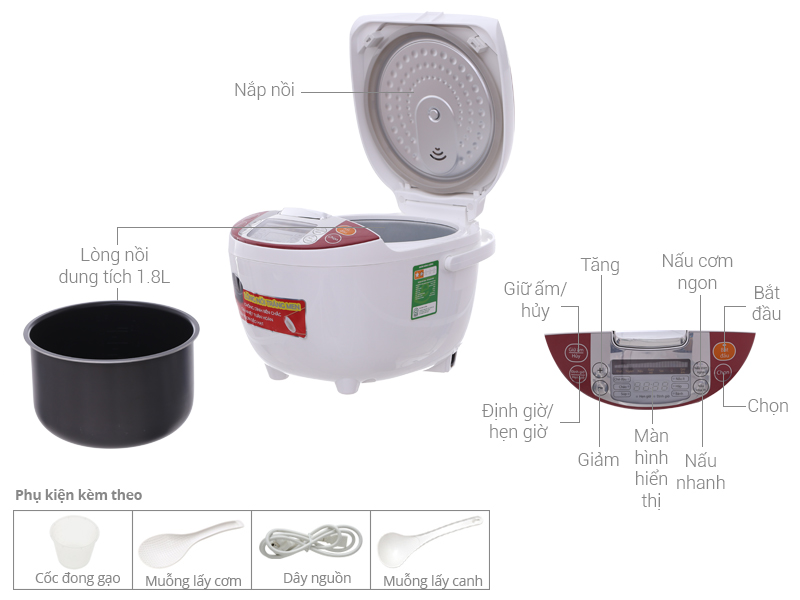 Nắp nồi
Lòng nồi
dung tích 1.8L
Tăng
Nấu cơm
ngon
Giữ ấm/
hủy
Bắt
đầu
Định giờ/
hẹn giờ
Chọn
Giảm
Màn
hình
hiển
thị
Nấu
nhanh
Phụ kiện kèm theo
Cốc đong gạo
Muỗng lấy cơm
Dây nguồn
Muỗng lấy canh